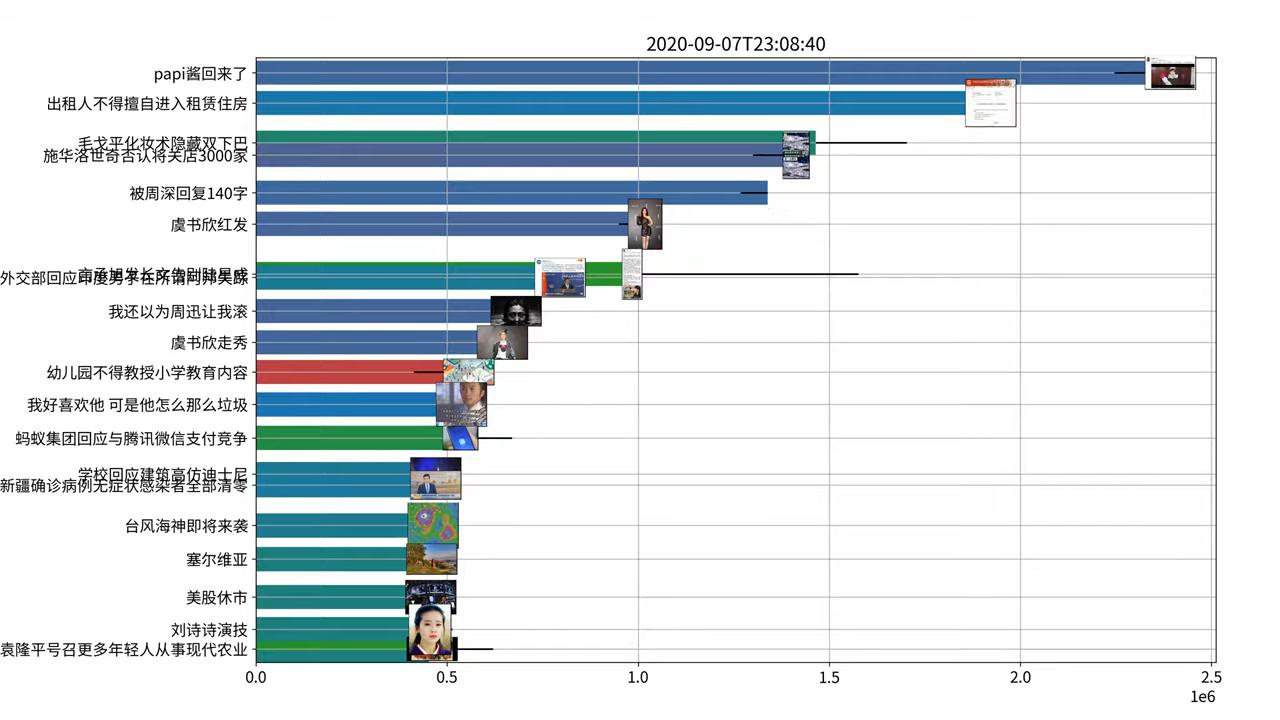 2020-09-07T23:08:40
papi酱回来了
出租人不得擅自进入租赁住房
毛戈平化妆术隐藏双下巴
施华洛世奇否认将关店3000家
被周深回复140字
虞书欣红发
外交部回应印度男子在
我还以为周迅让我滚
虞书欣走秀
幼儿园不得教授小学教育内容
我好喜欢他 可是他怎么那么垃圾
蚂蚁集团回应与腾讯微信支付竞争
学校回应建筑高仿迪士尼
新疆确诊病例无症状感染者全部清零
台风海神即将来袭
塞尔维亚
美股休市
刘诗诗演技
袁隆平号召更多年轻人从事现代农业
0.0 0.5 1.0 1.5 2.0 2.5
1e6